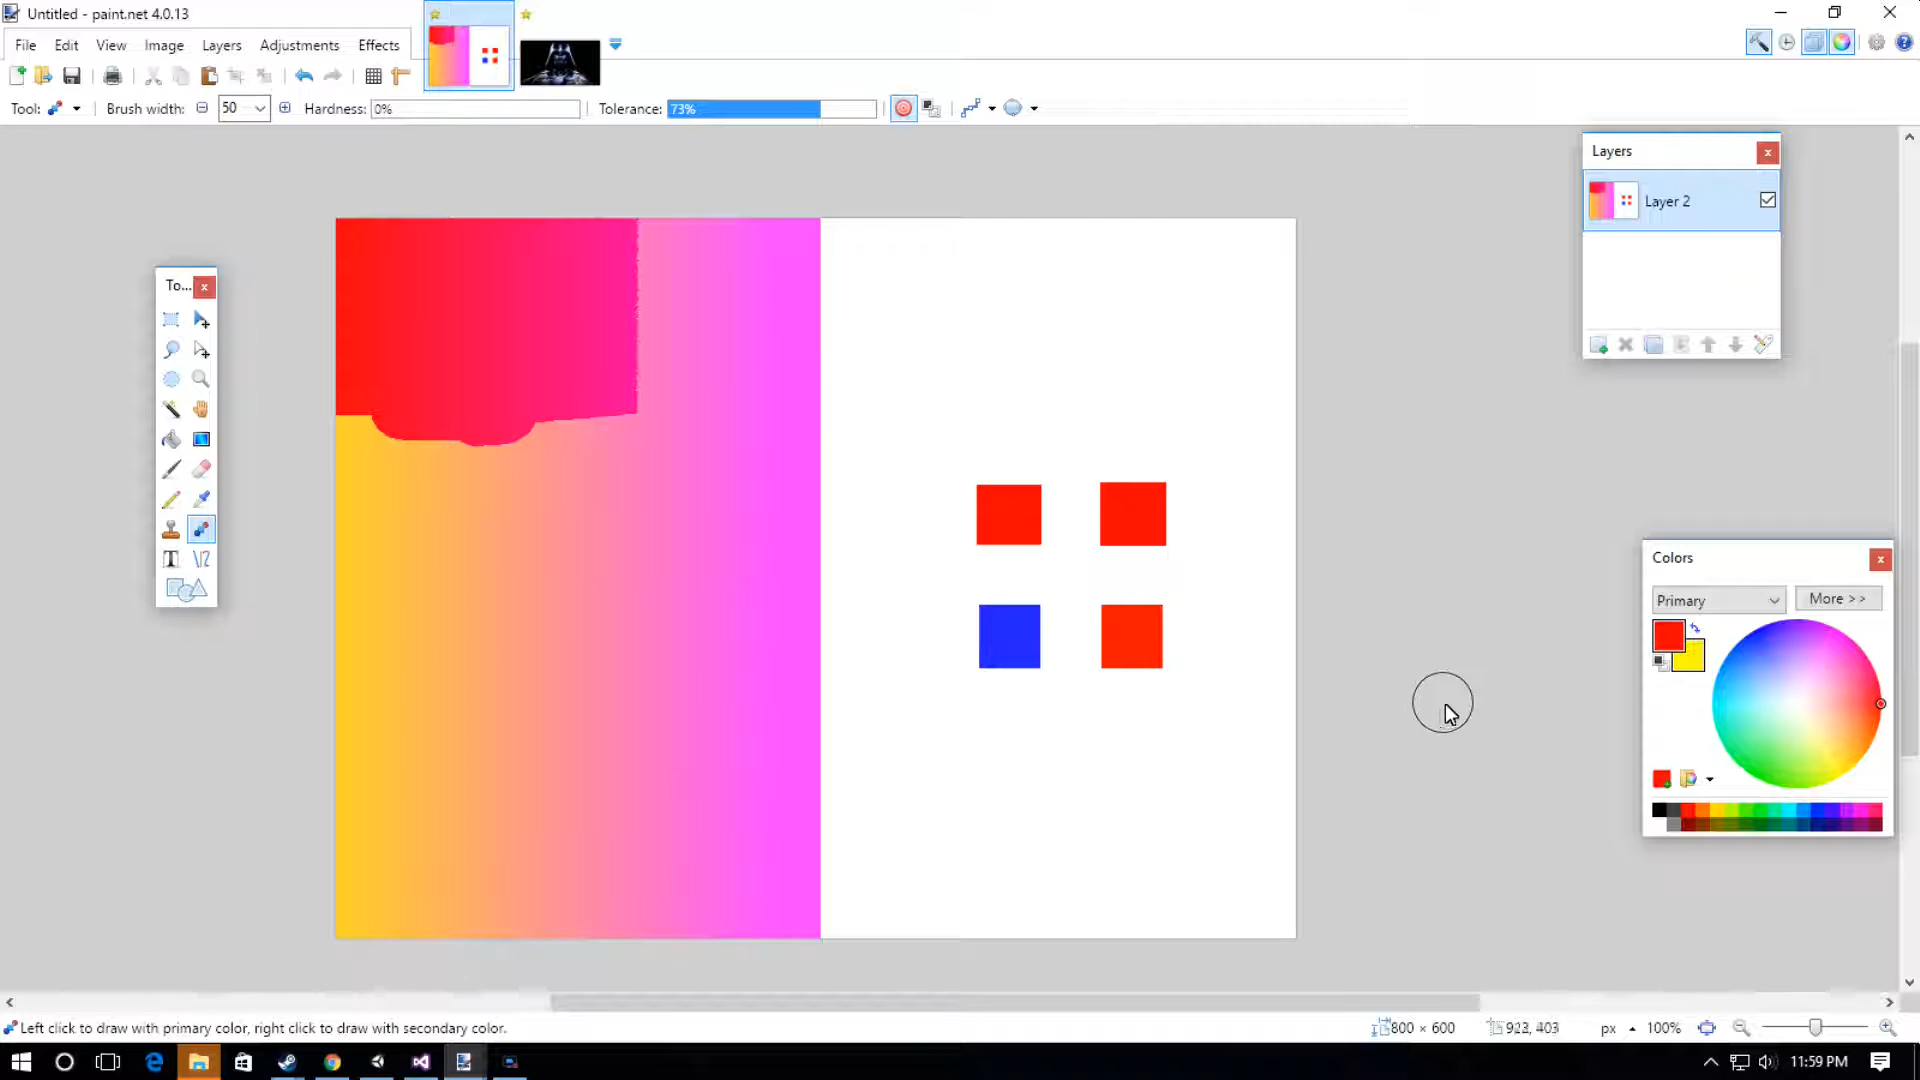 Untitled - paint.net 4.0.13
File Edit View Image Layers Adjustments Effects
Tool: Brush width: 50 Hardness: 0% Tolerance: 73%
Layers
Layer 2
To...
Colors
Primary More >>
Left click to draw with primary color, right click to draw with secondary color. 800 × 600 923, 403 px 100%
11:59 PM